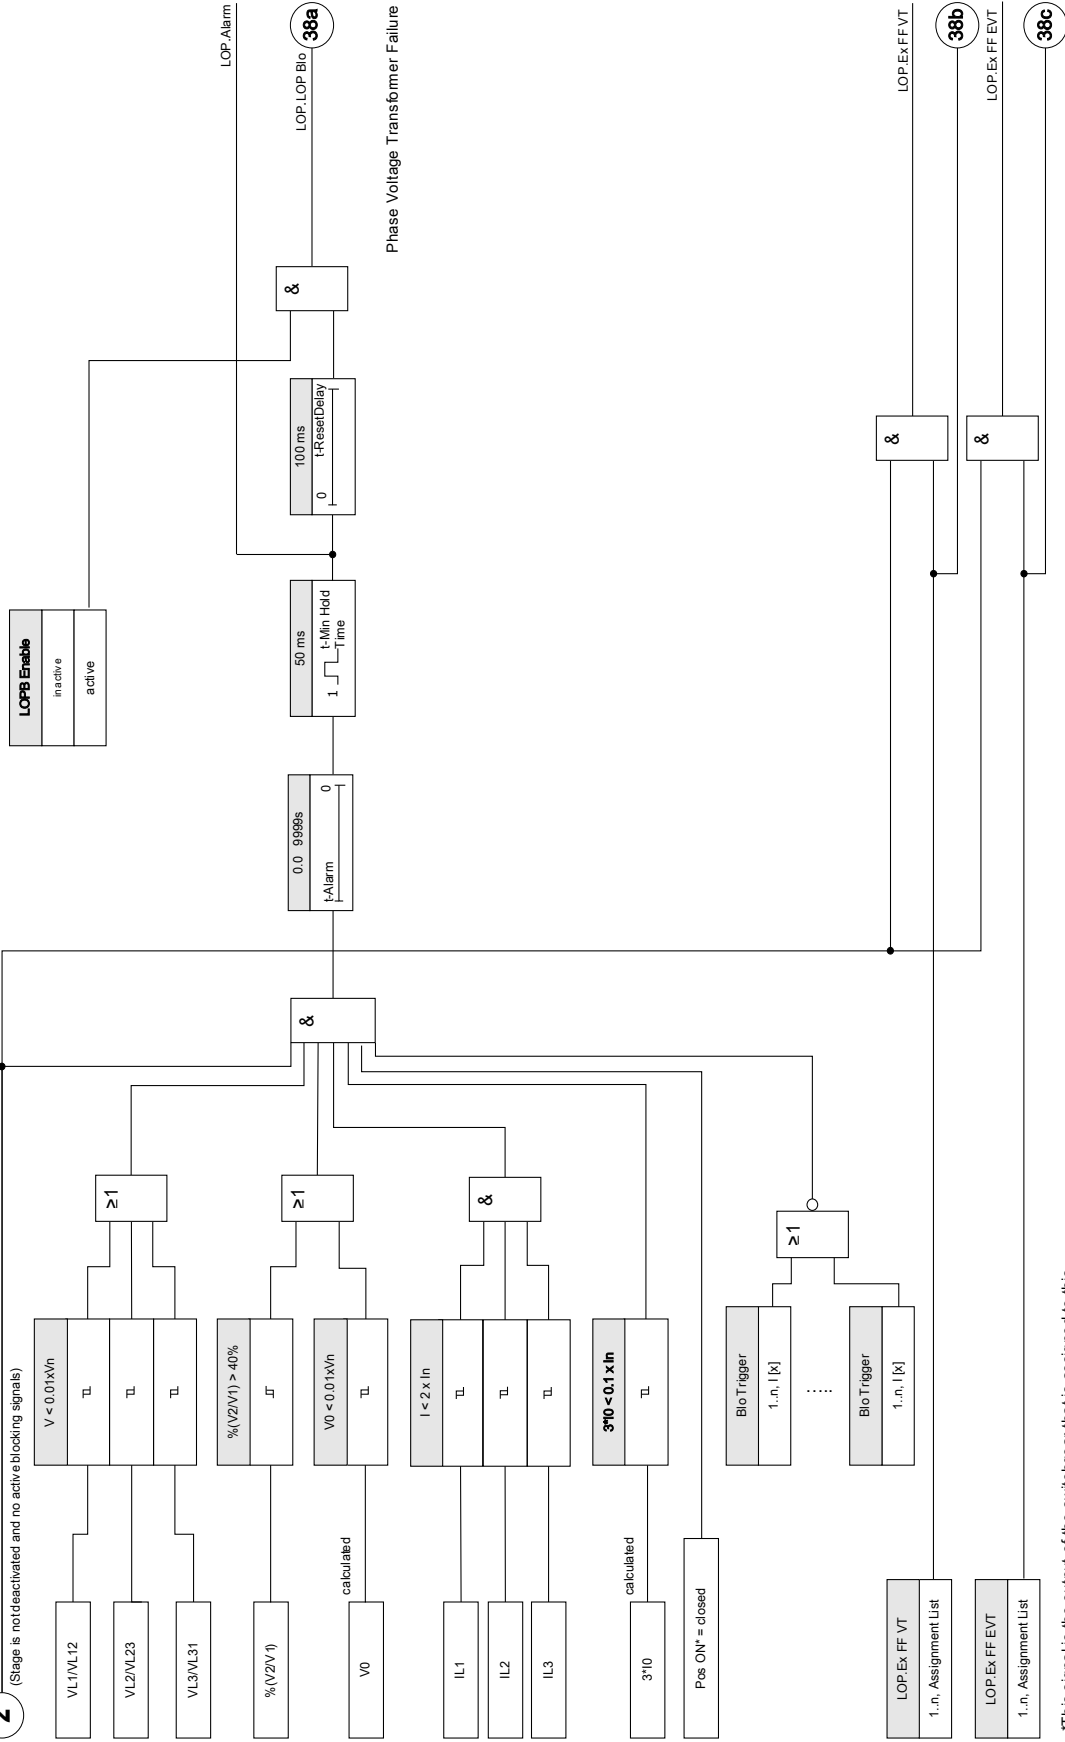 2
(Stage is not deactivated and no active blocking signals)
VL1/VL12
VL2/VL23
VL3/VL31
V < 0.01xVn
≥1
%(V2/V1)
%(V2/V1) > 40%
V0
calculated
V0 < 0.01xVn
≥1
IL1
IL2
IL3
I < 2 x In
&
3*I0
calculated
3*I0 < 0.1 x In
Pos ON* = closed
Blo Trigger
1..n, I [x]
.....
Blo Trigger
1..n, I [x]
≥1
&
0.0 9999s
t-Alarm
0
50 ms
1
t-Min Hold
Time
100 ms
0
t-ResetDelay
LOPB Enable
inactive
active
&
LOP.Alarm
LOP.LOP Blo
38a
Phase Voltage Transformer Failure
LOP.Ex FF VT
1..n, Assignment List
&
LOP.Ex FF VT
38b
LOP.Ex FF EVT
1..n, Assignment List
&
LOP.Ex FF EVT
38c
*This signal is the output of the switchgear that is assigned to this